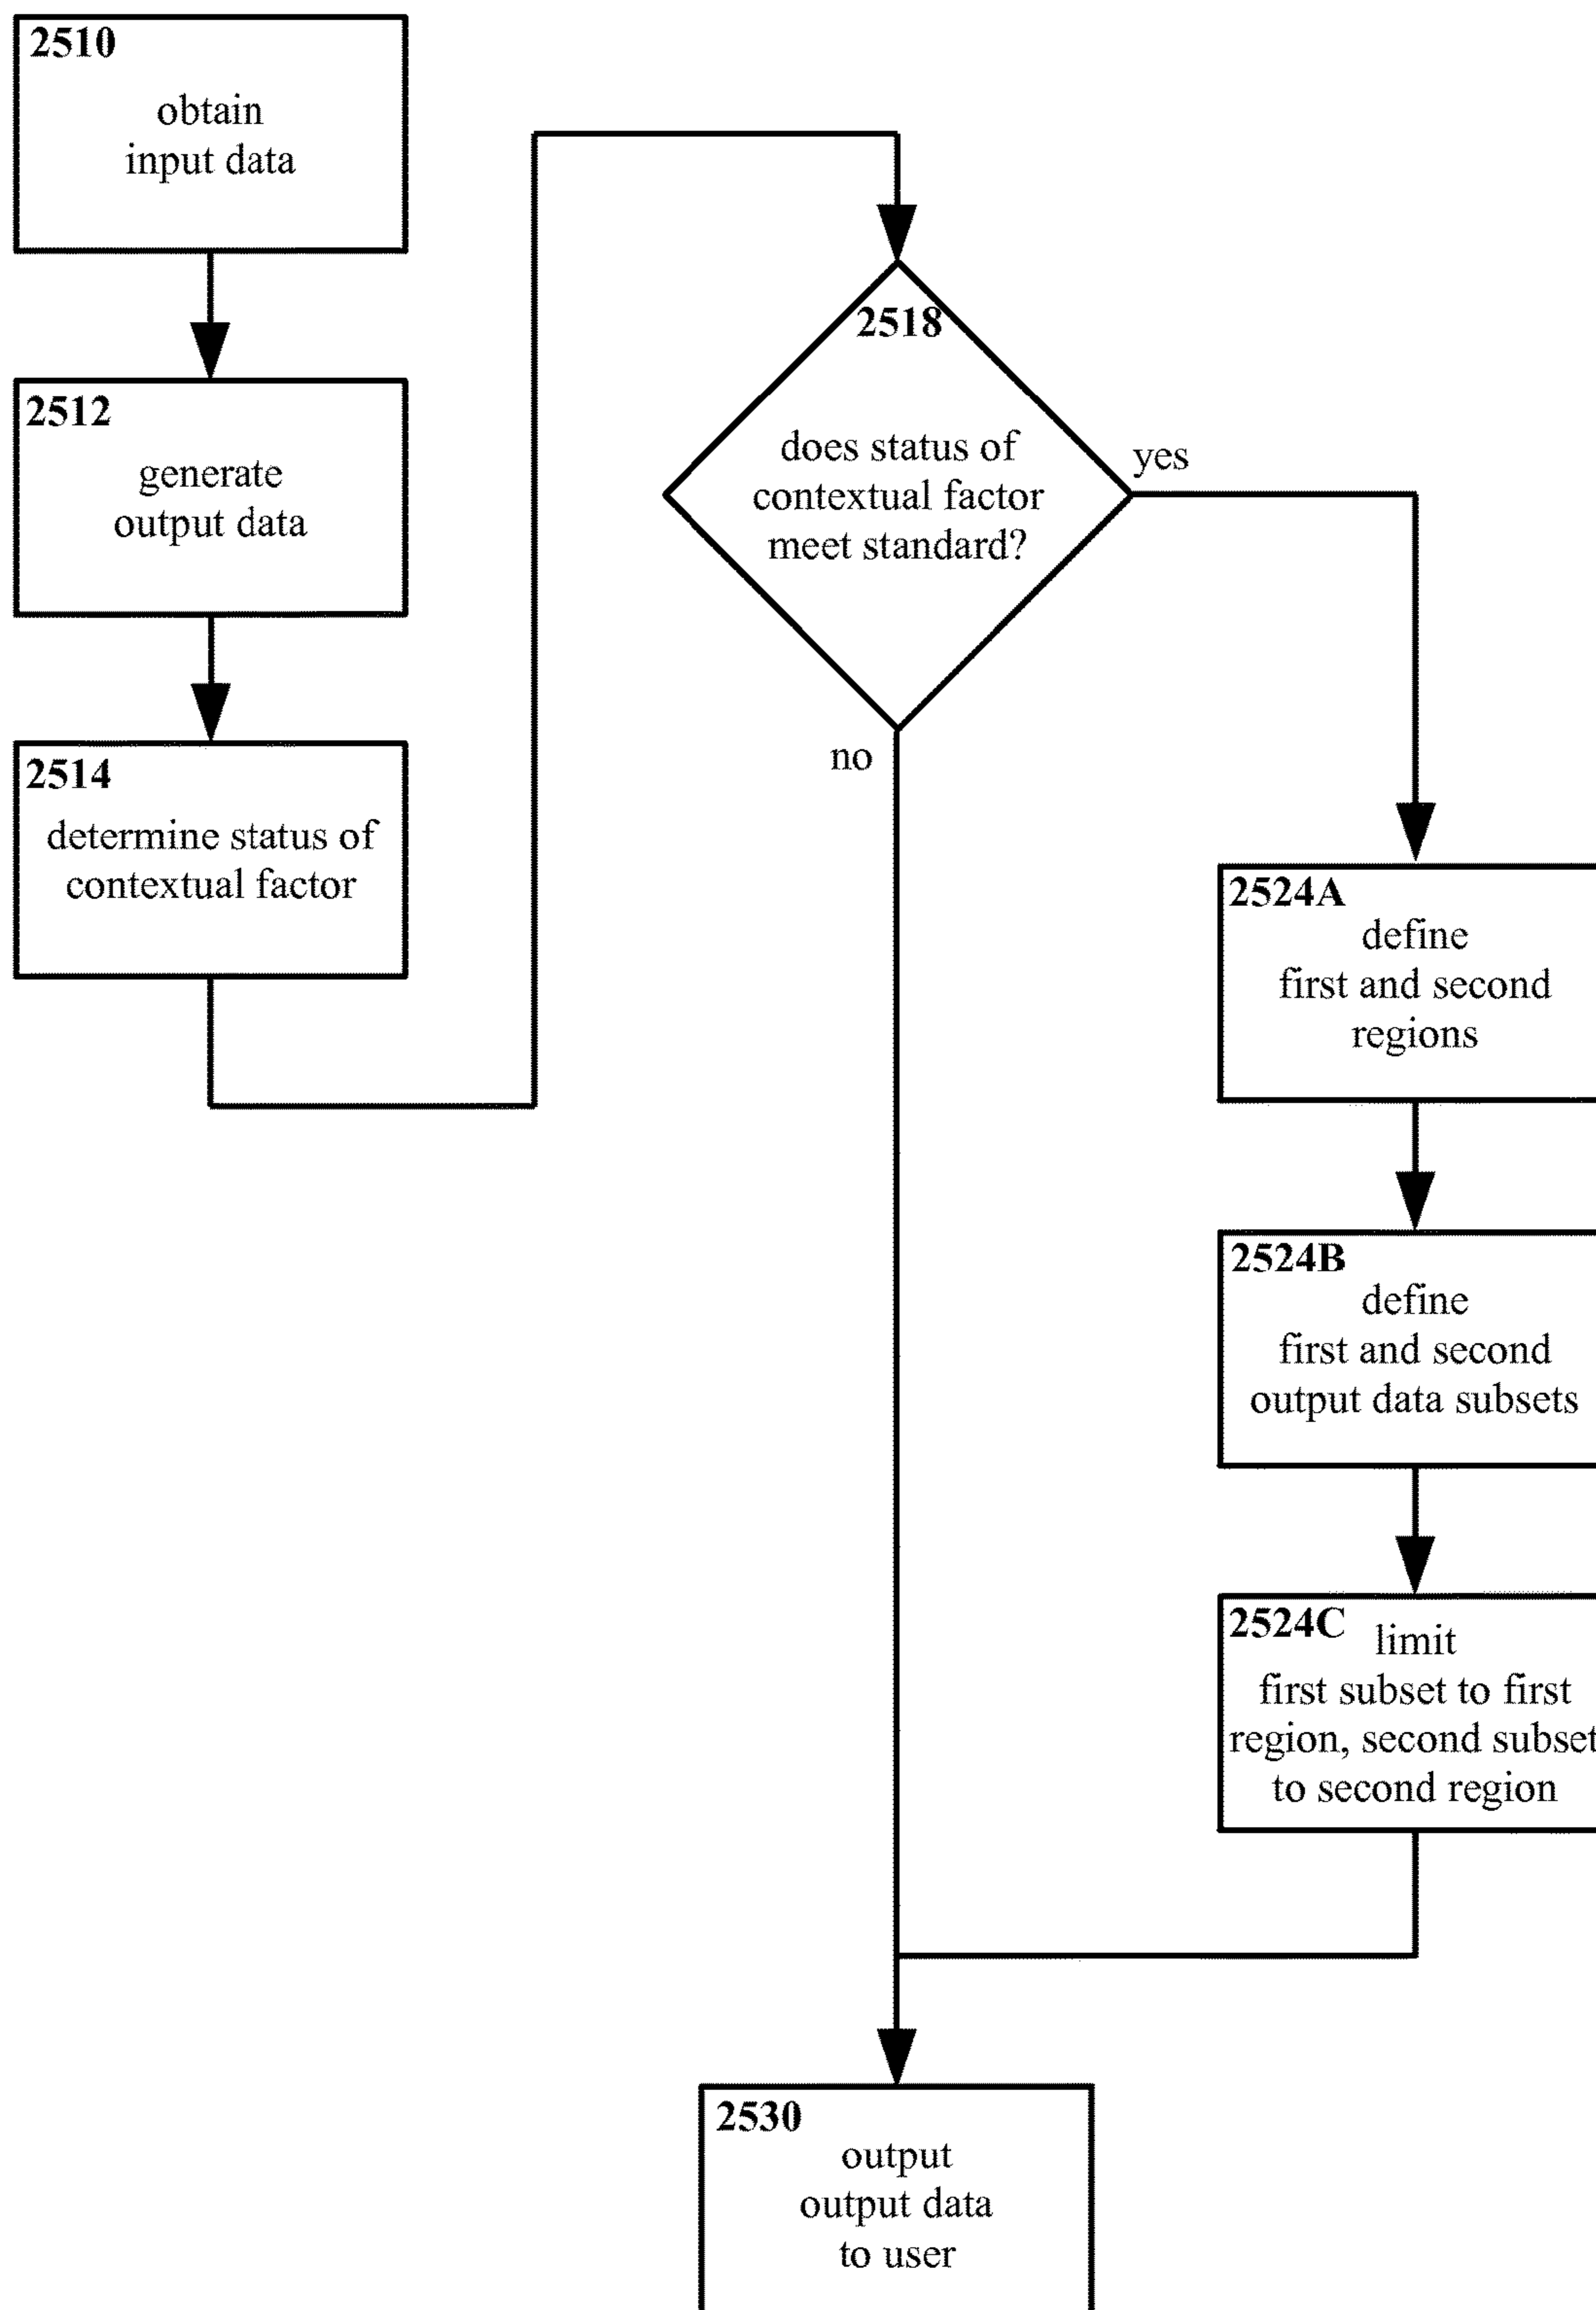 2510
obtain
input data
2512
generate
output data
2514
determine status of
contextual factor
2518
does status of
contextual factor
meet standard?
yes
no
2524A
define
first and second
regions
2524B
define
first and second
output data subsets
2524C
limit
first subset to first
region, second subset
to second region
2530
output
output data
to user